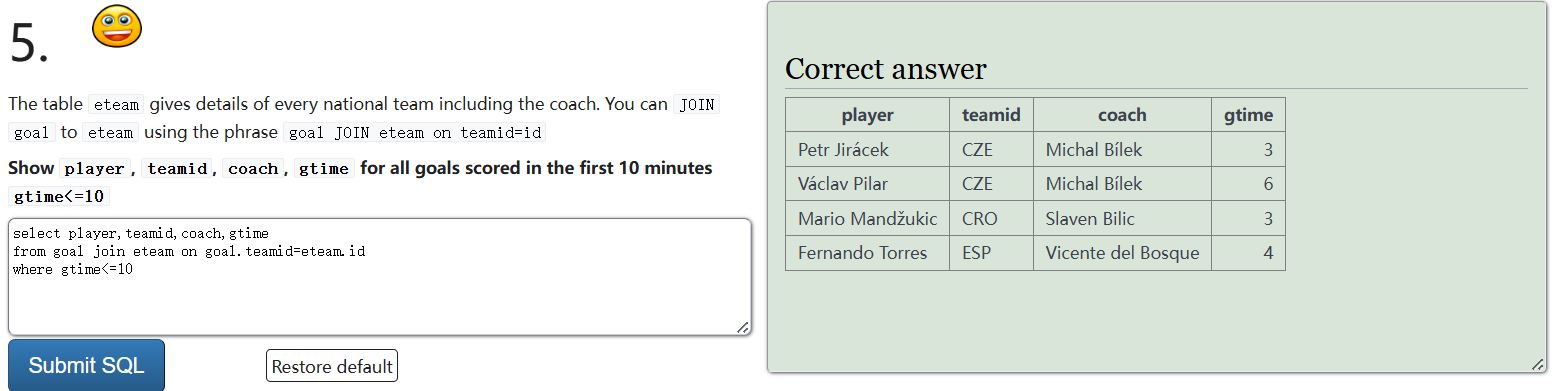 5.
The table eteam gives details of every national team including the coach. You can JOIN
goal to eteam using the phrase goal JOIN eteam on teamid=id
Show player, teamid, coach, gtime for all goals scored in the first 10 minutes
gtime<=10
select player,teamid,coach,gtime
from goal join eteam on goal.teamid=eteam.id
where gtime<=10
Submit SQL
Restore default
Correct answer
player teamid coach gtime
Petr Jirácek CZE Michal Bílek 3
Václav Pilar CZE Michal Bílek 6
Mario Mandžukic CRO Slaven Bilic 3
Fernando Torres ESP Vicente del Bosque 4